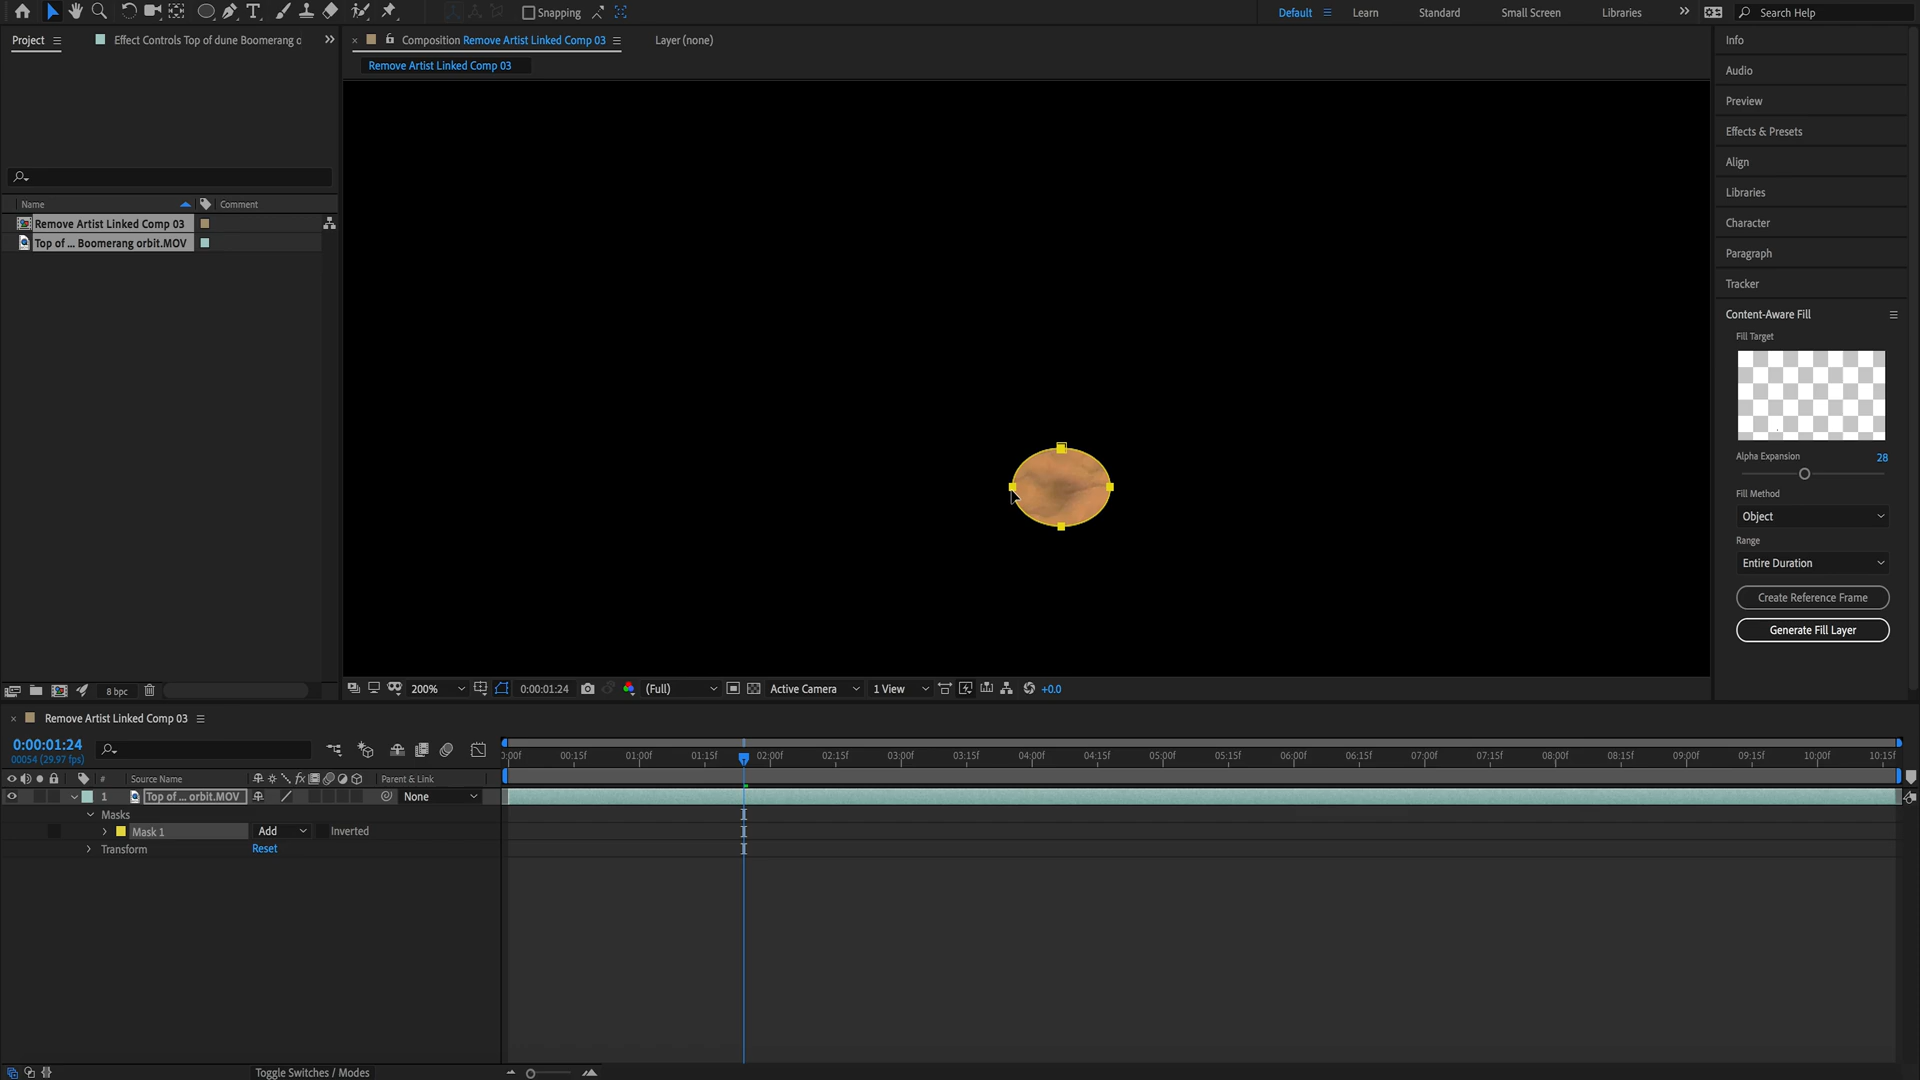 Snapping
Default
Learn
Standard
Small Screen
Libraries
Search Help
Project
Effect Controls Top of dune Boomerang o
Composition Remove Artist Linked Comp 03
Layer (none)
Remove Artist Linked Comp 03
Name
Comment
Remove Artist Linked Comp 03
Top of ... Boomerang orbit.MOV
Info
Audio
Preview
Effects & Presets
Align
Libraries
Character
Paragraph
Tracker
Content-Aware Fill
Fill Target
Alpha Expansion 28
Fill Method
Object
Range
Entire Duration
Create Reference Frame
Generate Fill Layer
8 bpc
200%
0:00:01:24
(Full)
Active Camera
1 View
+0.0
Remove Artist Linked Comp 03
0:00:01:24
00054 (29.97 fps)
# Source Name
Parent & Link
:00f 00:15f 01:00f 01:15f 02:00f 02:15f 03:00f 03:15f 04:00f 04:15f 05:00f 05:15f 06:00f 06:15f 07:00f 07:15f 08:00f 08:15f 09:00f 09:15f 10:00f 10:15f
1 Top of ... orbit.MOV None
Masks
Mask 1 Add Inverted
Transform Reset
Toggle Switches / Modes